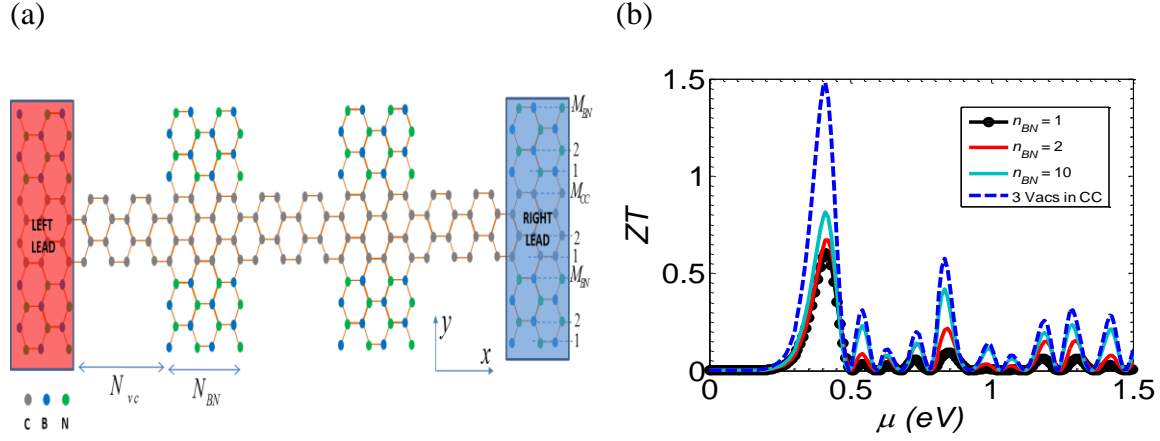 (a)
(b)
LEFT
LEAD
RIGHT
LEAD
M_BN
2
1
M_CC
2
1
M_BN
2
1
y
x
N_vc
N_BN
C B N
1.5
1
0.5
0
ZT
n_BN = 1
n_BN = 2
n_BN = 10
3 Vacs in CC
0 0.5 1 1.5
μ (eV)